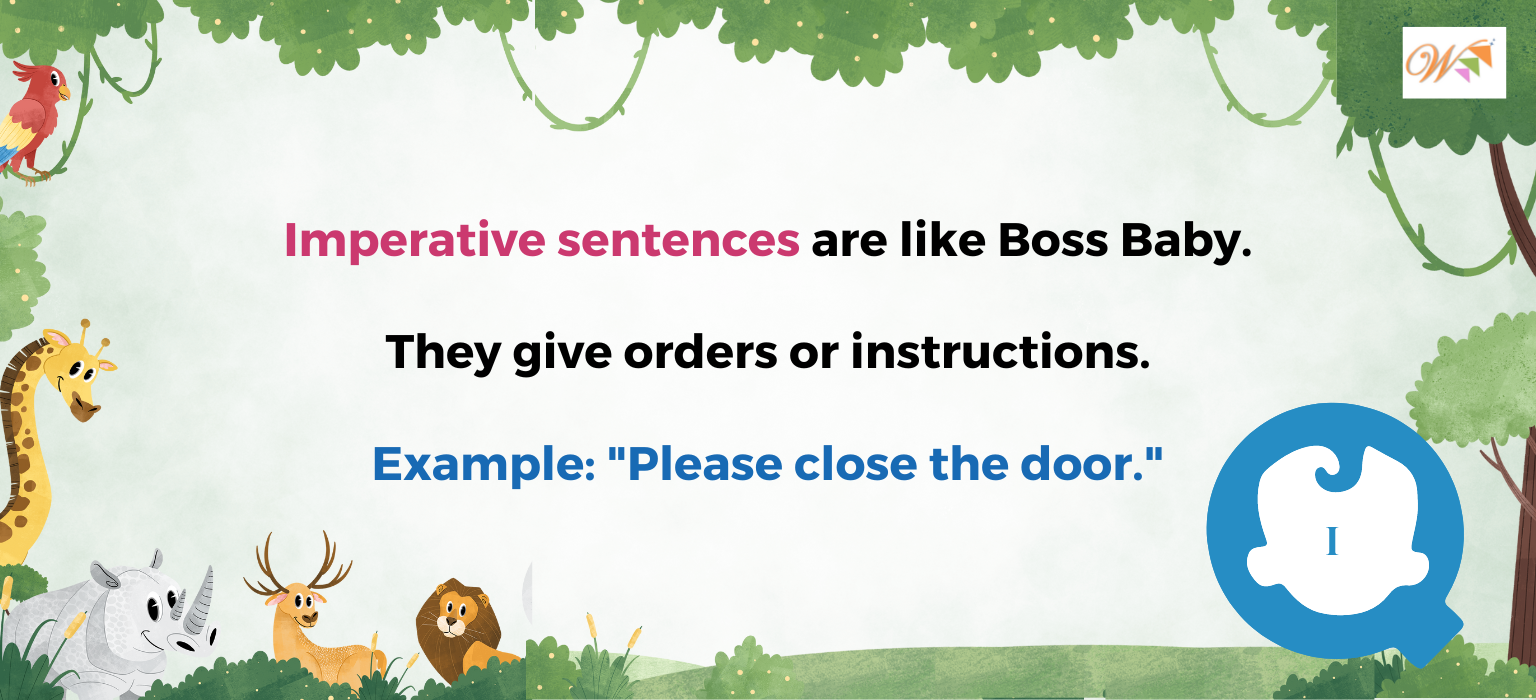 W
Imperative sentences are like Boss Baby.
They give orders or instructions.
Example: "Please close the door."
I